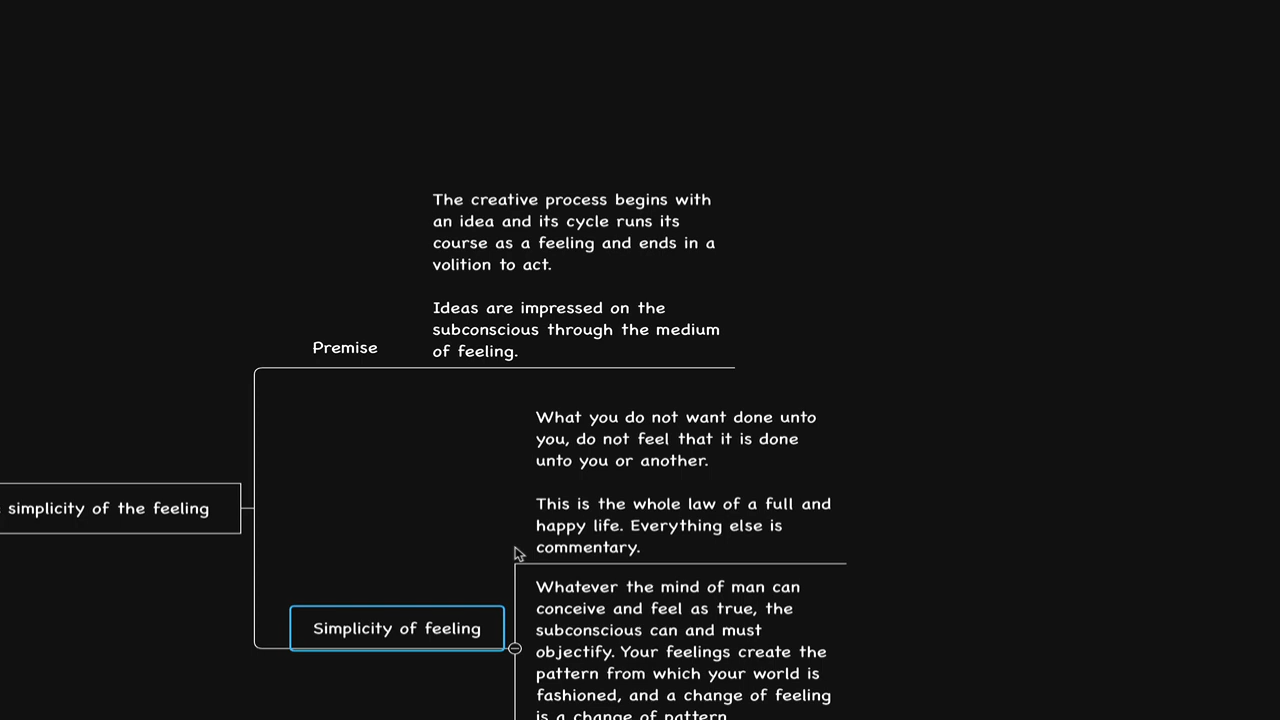 The creative process begins with
an idea and its cycle runs its
course as a feeling and ends in a
volition to act.
Ideas are impressed on the
subconscious through the medium
of feeling.
Premise
What you do not want done unto
you, do not feel that it is done
unto you or another.
This is the whole law of a full and
happy life. Everything else is
commentary.
simplicity of the feeling
Simplicity of feeling
Whatever the mind of man can
conceive and feel as true, the
subconscious can and must
objectify. Your feelings create the
pattern from which your world is
fashioned, and a change of feeling
is a change of pattern